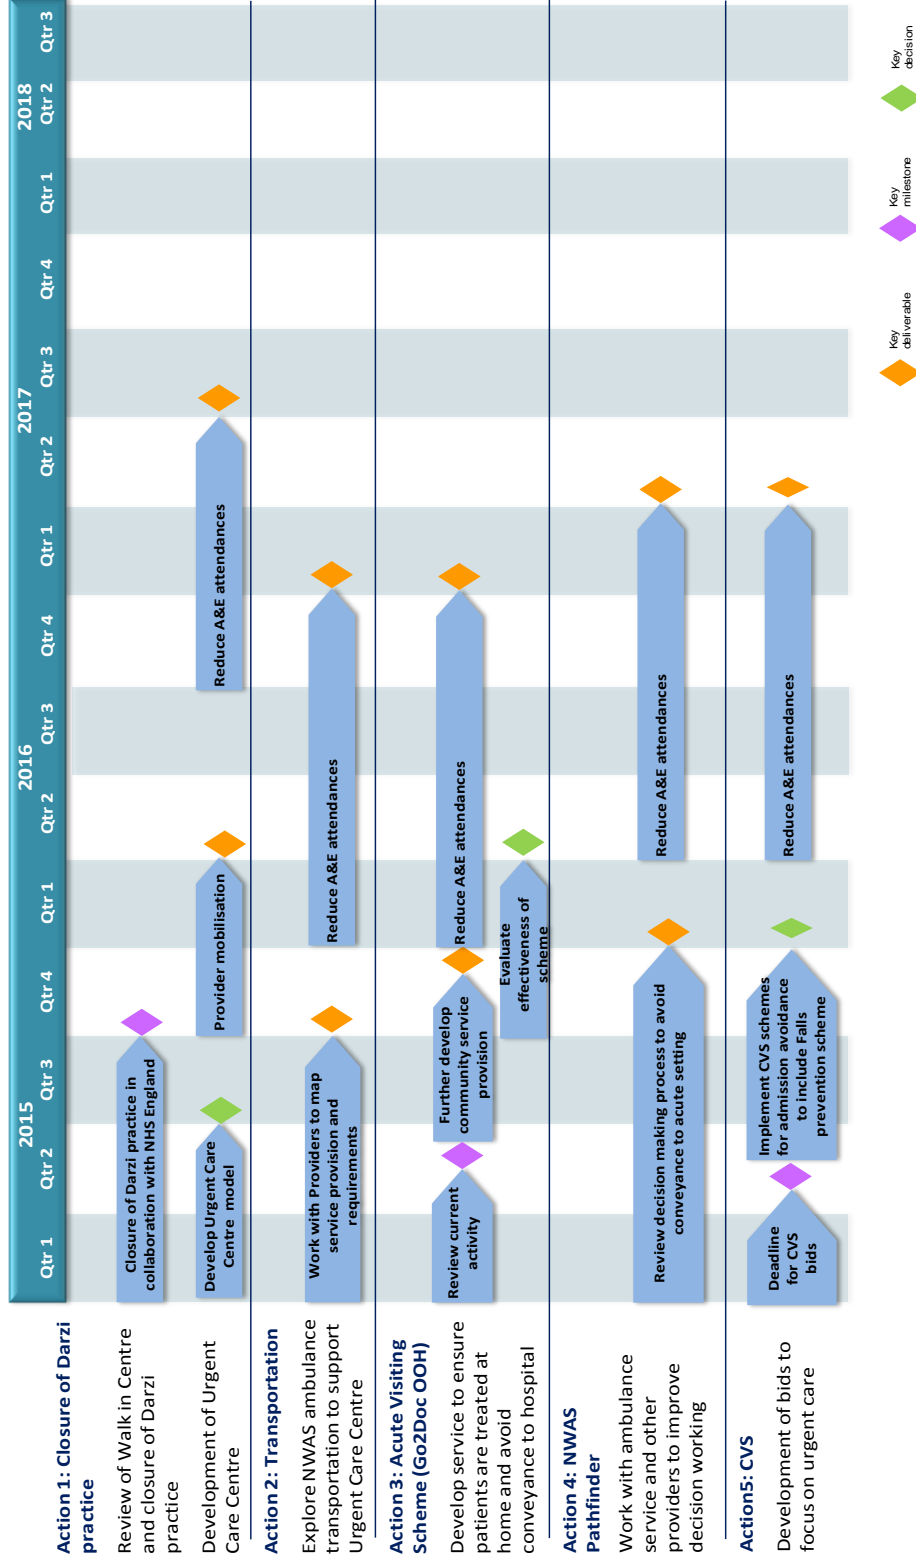 2015
2016
2017
2018
Qtr 1
Qtr 2
Qtr 3
Qtr 4
Qtr 1
Qtr 2
Qtr 3
Qtr 4
Qtr 1
Qtr 2
Qtr 3
Qtr 4
Qtr 1
Qtr 2
Qtr 3
Action 1: Closure of Darzi
practice
Review of Walk in Centre
and closure of Darzi
practice
Closure of Darzi practice in
collaboration with NHS England
Development of Urgent
Care Centre
Develop Urgent Care
Centre model
Provider mobilisation
Reduce A&E attendances
Action 2: Transportation
Explore NWAS ambulance
transportation to support
Urgent Care Centre
Work with Providers to map
service provision and
requirements
Reduce A&E attendances
Action 3: Acute Visiting
Scheme (Go2Doc OOH)
Develop service to ensure
patients are treated at
home and avoid
conveyance to hospital
Review current
activity
Further develop
community service
provision
Reduce A&E attendances
Evaluate
effectiveness of
scheme
Action 4: NWAS
Pathfinder
Work with ambulance
service and other
providers to improve
decision working
Review decision making process to avoid
conveyance to acute setting
Reduce A&E attendances
Action5: CVS
Development of bids to
focus on urgent care
Deadline
for CVS
bids
Implement CVS schemes
for admission avoidance
to include Falls
prevention scheme
Reduce A&E attendances
Key
deliverable
Key
milestone
Key
decision